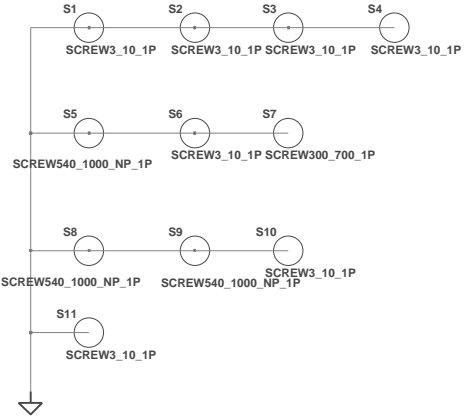 S1 S2 S3 S4
SCREW3_10_1P SCREW3_10_1P SCREW3_10_1P SCREW3_10_1P
S5 S6 S7
SCREW540_1000_NP_1P SCREW3_10_1P SCREW300_700_1P
S8 S9 S10
SCREW540_1000_NP_1P SCREW540_1000_NP_1P SCREW3_10_1P
S11
SCREW3_10_1P